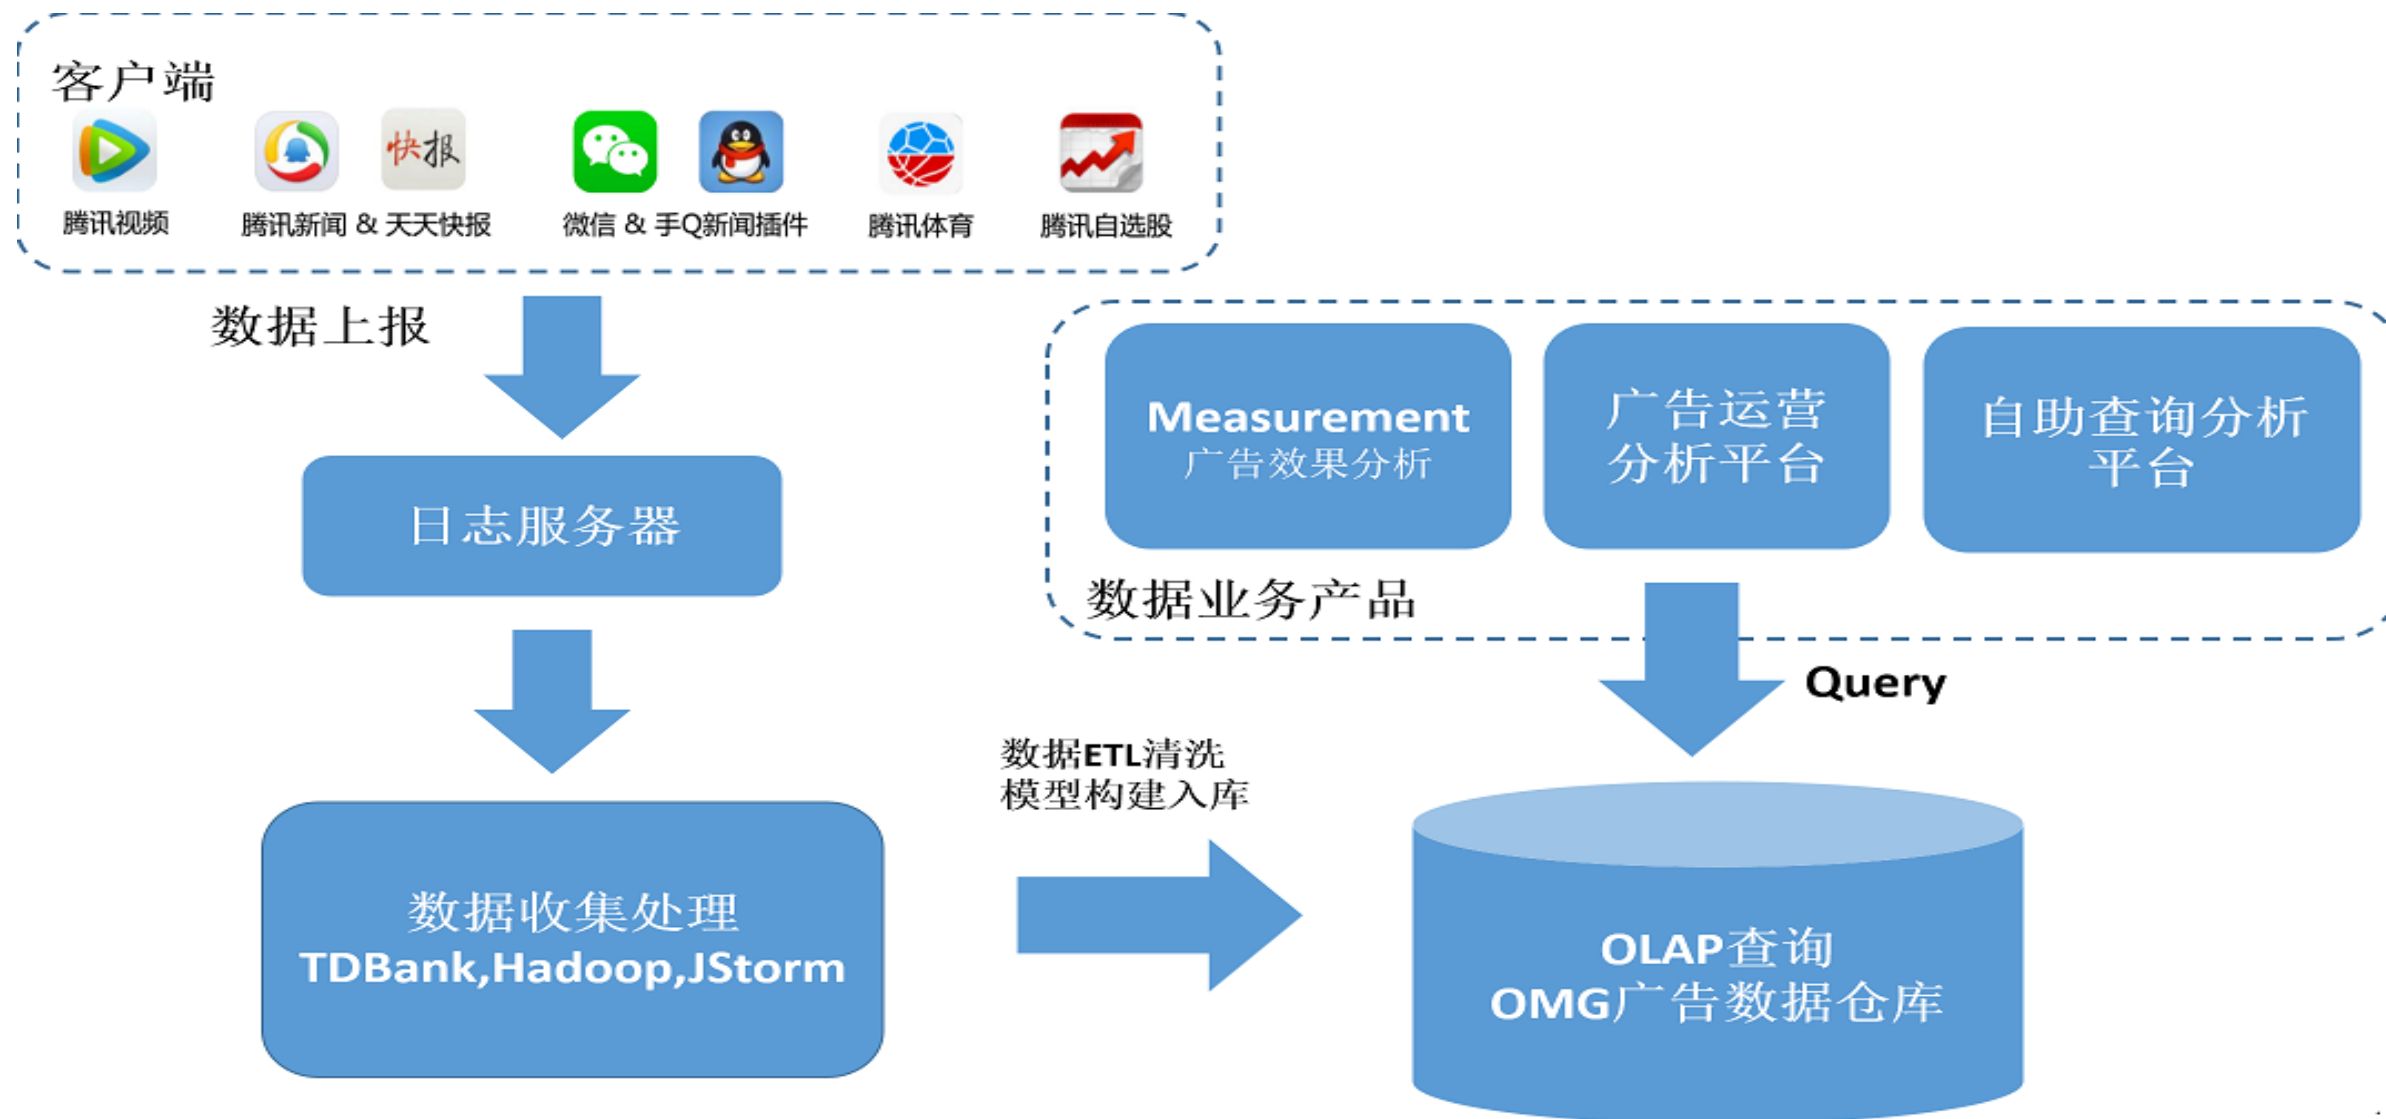 客户端
快报
腾讯视频
腾讯新闻 & 天天快报
微信 & 手Q新闻插件
腾讯体育
腾讯自选股
数据上报
日志服务器
数据收集处理
TDBank,Hadoop,JStorm
数据ETL清洗
模型构建入库
Measurement
广告效果分析
广告运营
分析平台
自助查询分析
平台
数据业务产品
Query
OLAP查询
OMG广告数据仓库